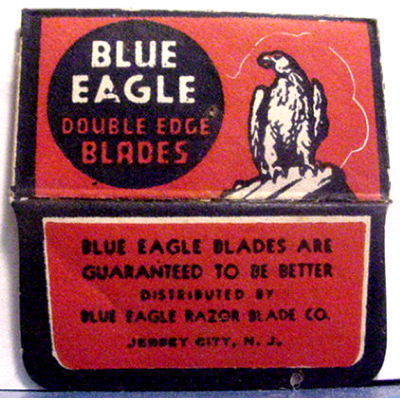 BLUE
EAGLE
DOUBLE EDGE
BLADES
BLUE EAGLE BLADES ARE
GUARANTEED TO BE BETTER
DISTRIBUTED BY
BLUE EAGLE RAZOR BLADE CO.
JERSEY CITY, N. J.